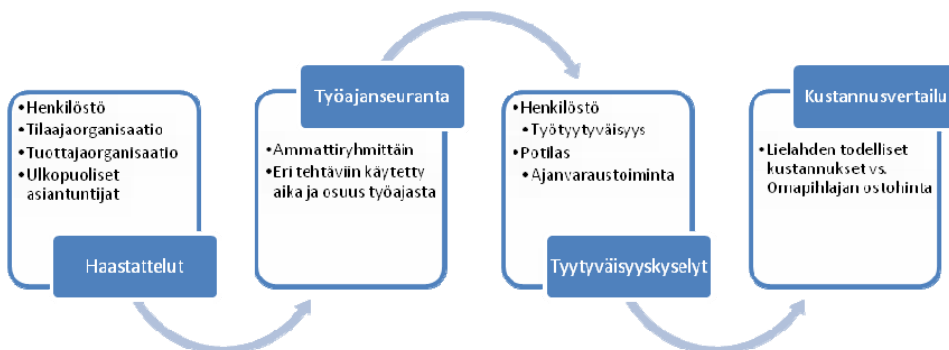 •Henkilöstö
•Tilaajaorganisaatio
•Tuottajaorganisaatio
•Ulkopuoliset
asiantuntijat
Haastattelut
Työajanseuranta
•Ammattiryhmittäin
•Eri tehtäviin käytetty
aika ja osuus työajasta
•Henkilöstö
•Työtyytyväisyys
•Potilas
•Ajanvaraustoiminta
Tyytyväisyyskyselyt
Kustannusvertailu
•Lielahden todelliset
kustannukset vs.
Omapihlajan ostohinta